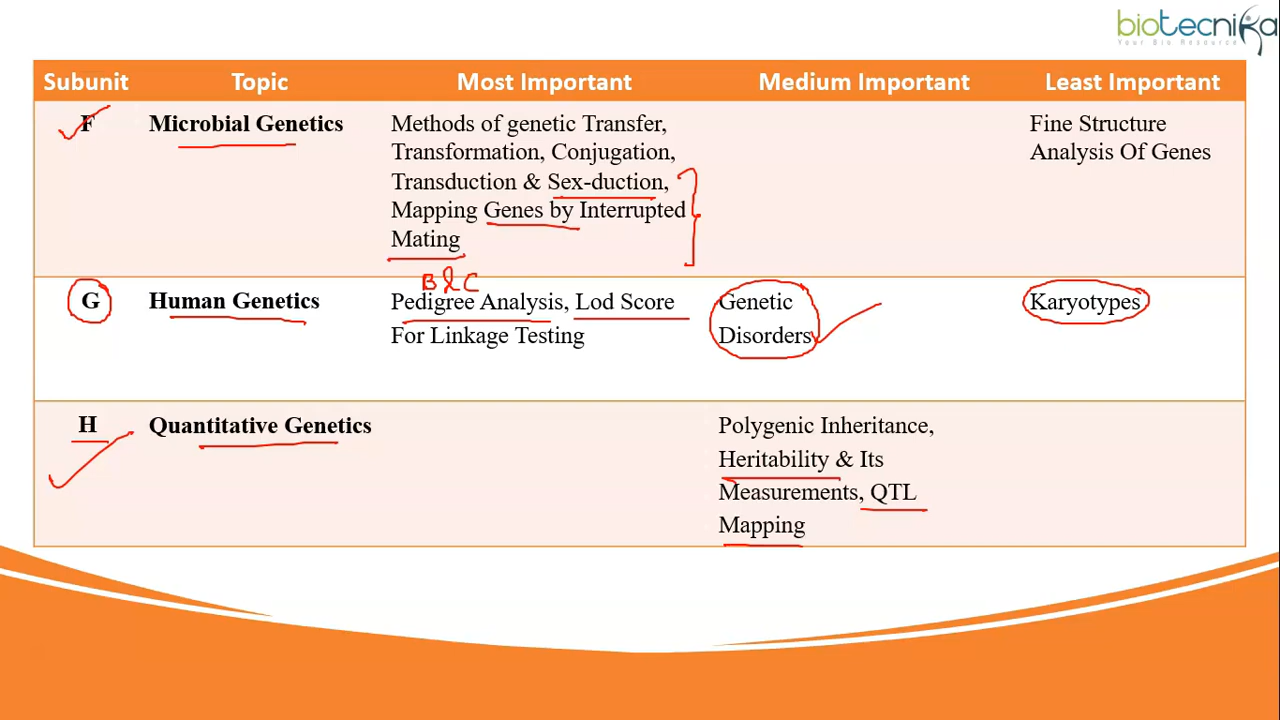 biotecnika
Your Bio Resource
Subunit Topic Most Important Medium Important Least Important
F Microbial Genetics Methods of genetic Transfer,
Transformation, Conjugation,
Transduction & Sex-duction,
Mapping Genes by Interrupted
Mating
Fine Structure
Analysis Of Genes
B & C
G Human Genetics Pedigree Analysis, Lod Score
For Linkage Testing
Genetic
Disorders
Karyotypes
H Quantitative Genetics
Polygenic Inheritance,
Heritability & Its
Measurements, QTL
Mapping